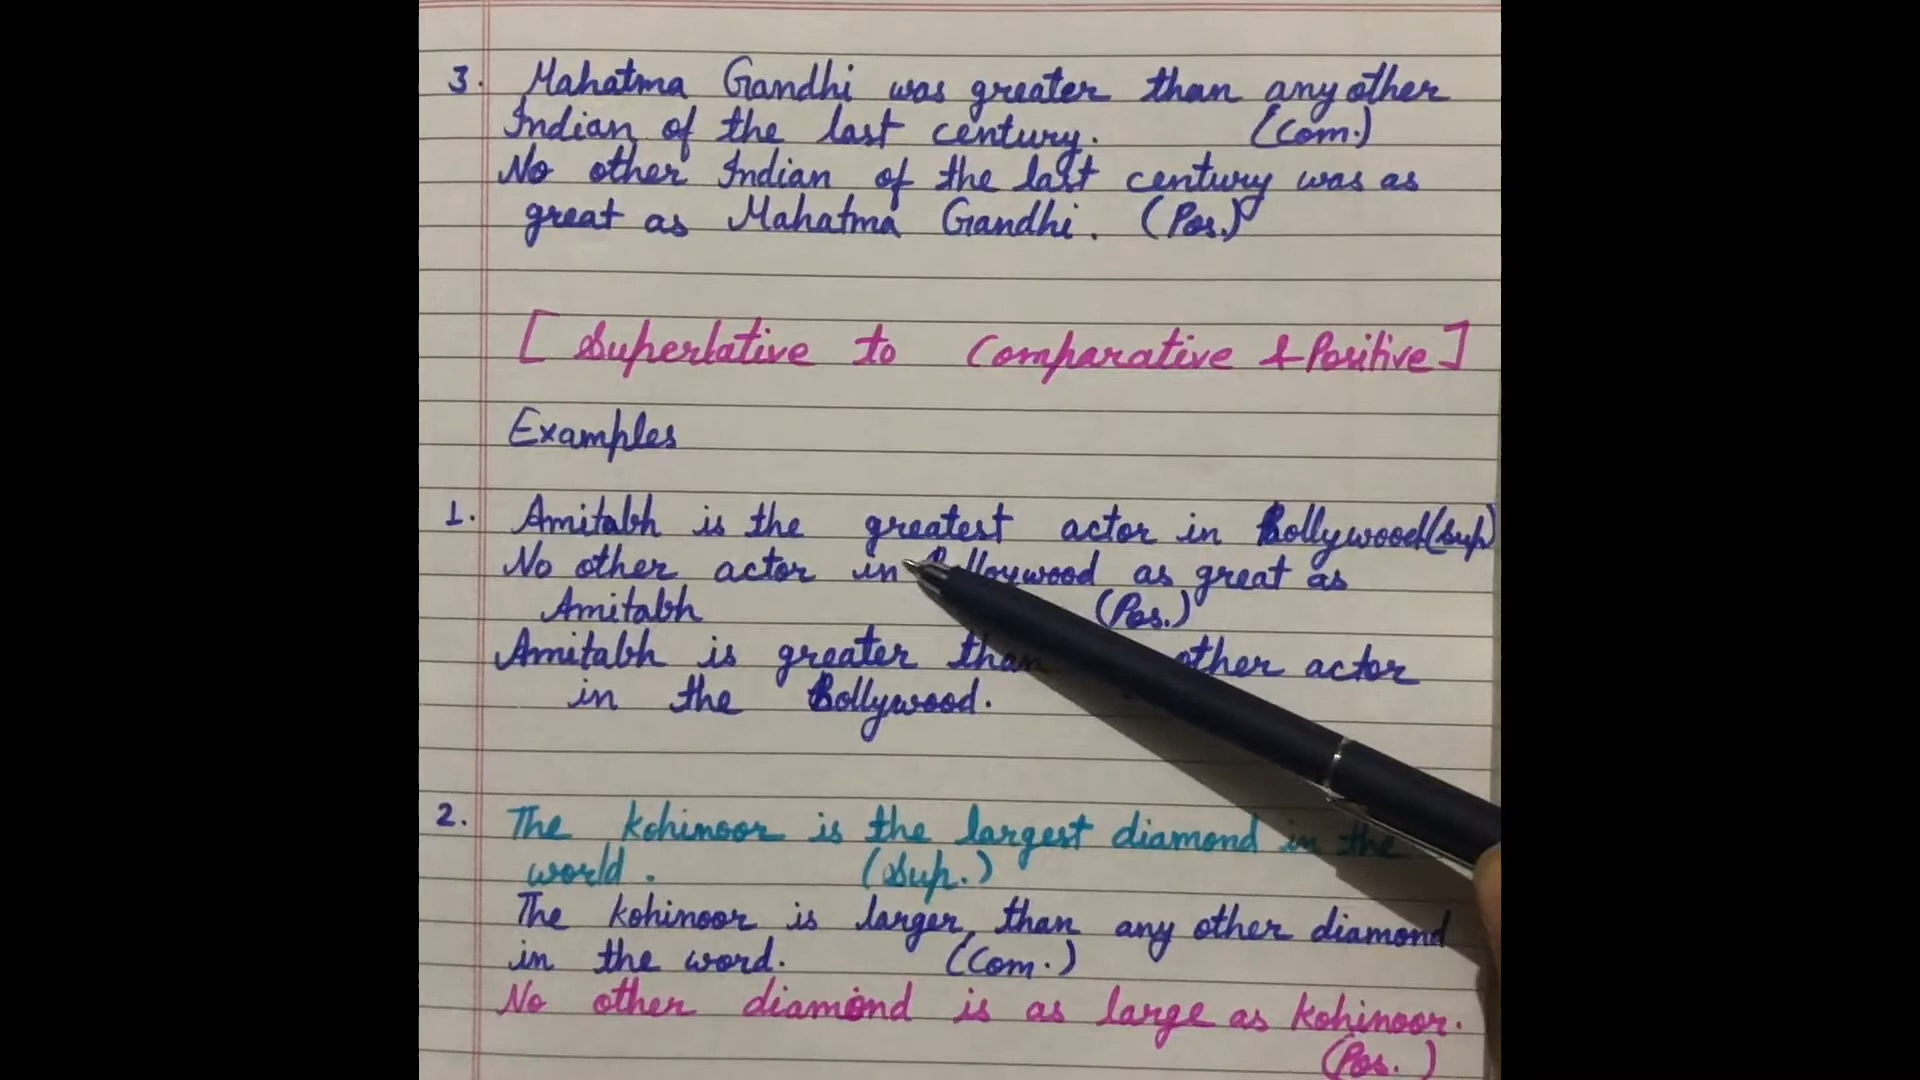 3. Mahatma Gandhi was greater than any other
Indian of the last century. (Com.)
No other Indian of the last century was as
great as Mahatma Gandhi. (Pos.)
[ Superlative to Comparative & Positive ]
Examples
1. Amitabh is the greatest actor in Bollywood (Sup)
No other actor in as great as
Amitabh (Pos.)
Amitabh is greater than other actor
in the Bollywood.
2. The kohinoor is the largest diamond in the
world. (Sup.)
The kohinoor is larger than any other diamond
in the word. (Com.)
No other diamond is as large as kohinoor.
(Pos.)